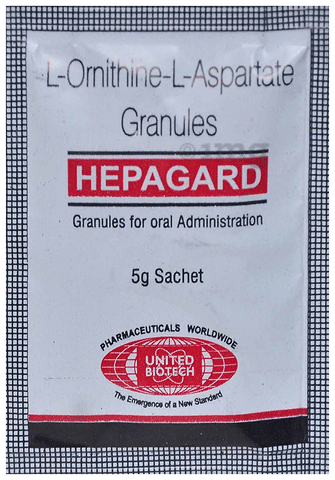 L-Ornithine-L-Aspartate
Granules
HEPAGARD
Granules for oral Administration
5g Sachet
PHARMACEUTICALS WORLDWIDE
UNITED
BIOTECH
The Emergence of a New Standard